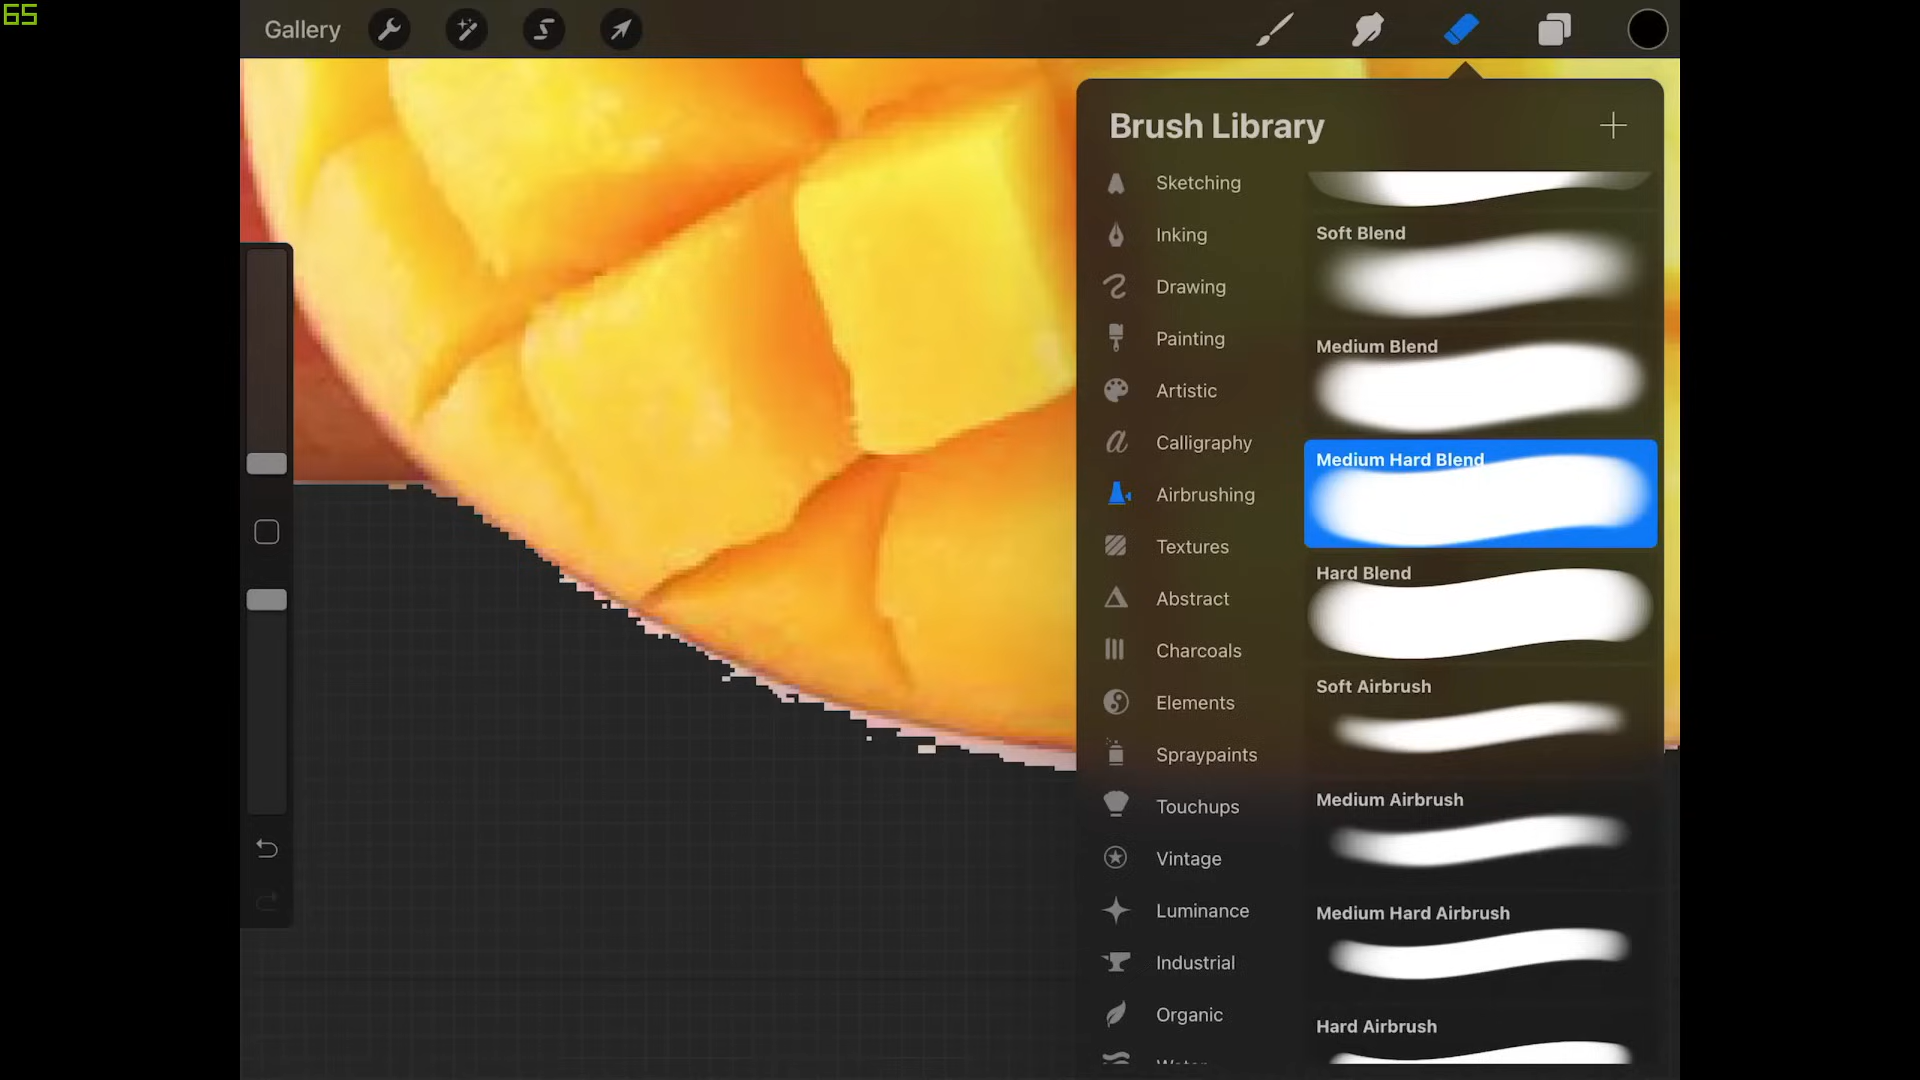 65
Gallery
Brush Library
Sketching
Inking
Drawing
Painting
Artistic
Calligraphy
Airbrushing
Textures
Abstract
Charcoals
Elements
Spraypaints
Touchups
Vintage
Luminance
Industrial
Organic
Soft Blend
Medium Blend
Medium Hard Blend
Hard Blend
Soft Airbrush
Medium Airbrush
Medium Hard Airbrush
Hard Airbrush